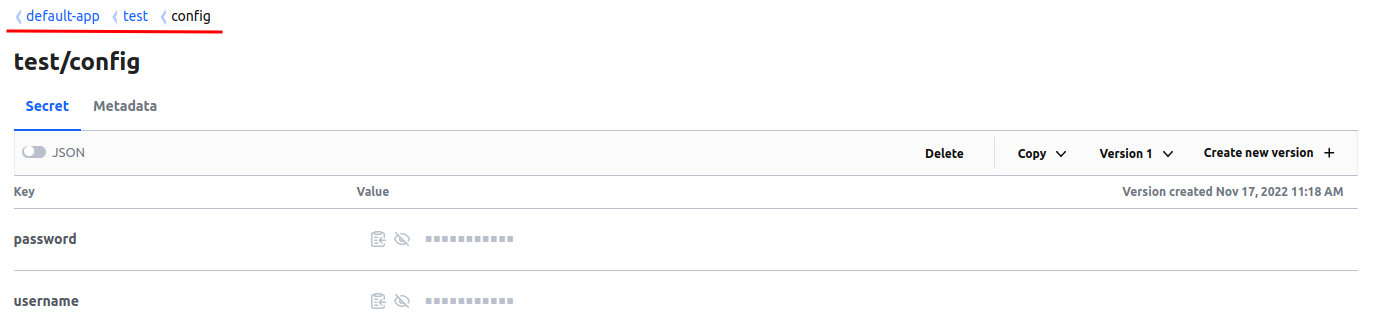 default-app test config
test/config
Secret Metadata
JSON Delete Copy Version 1 Create new version +
Key Value Version created Nov 17, 2022 11:18 AM
password
username